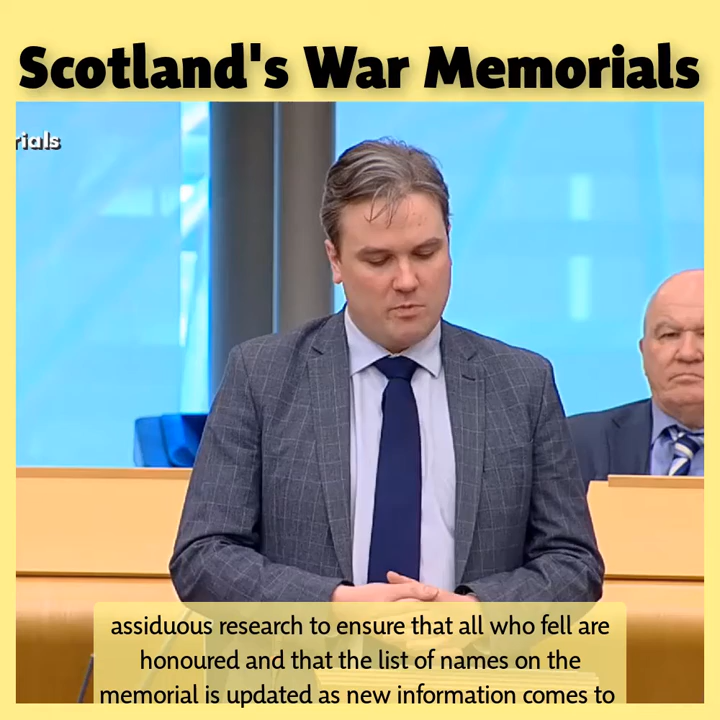 Scotland's War Memorials
rials
assiduous research to ensure that all who fell are
honoured and that the list of names on the
memorial is updated as new information comes to